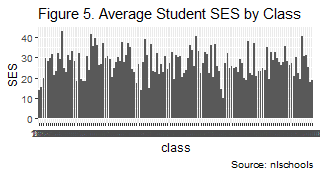 Figure 5. Average Student SES by Class
SES
40
30
20
10
0
class
Source: nlschools